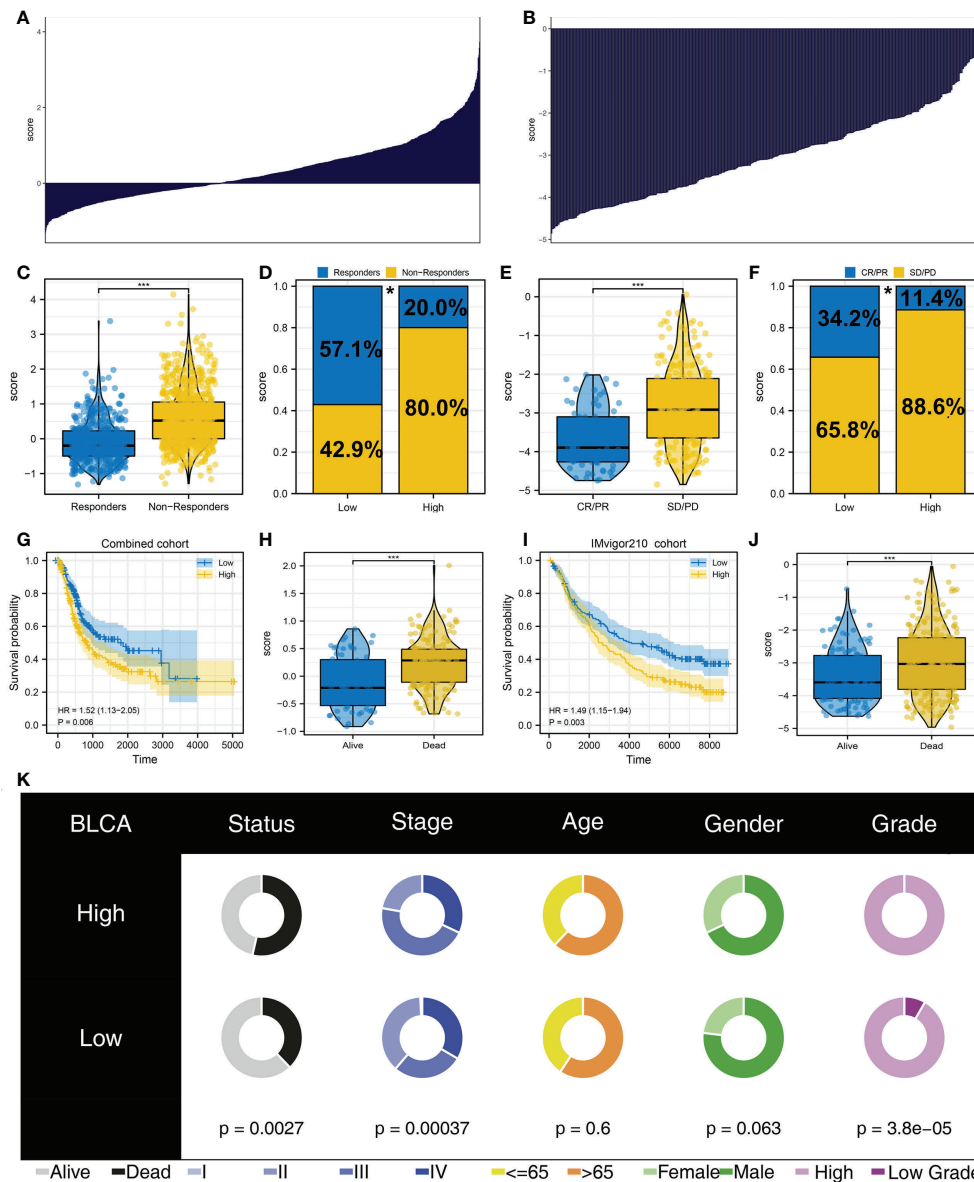 A
B
4
2
0
score
0
−1
−2
−3
−4
−5
score
C
D
E
F
Responders Non−Responders
CR/PR SD/PD
***
*
***
*
4
3
2
1
0
−1
score
Responders Non−Responders
1.0
0.8
0.6
0.4
0.2
0.0
score
57.1%
42.9%
20.0%
80.0%
Low High
0
−1
−2
−3
−4
−5
score
CR/PR SD/PD
1.0
0.8
0.6
0.4
0.2
0.0
score
34.2%
65.8%
11.4%
88.6%
Low High
G
Combined cohort
1.0
0.8
0.6
0.4
0.2
0.0
Survival probability
Low
High
HR = 1.52 (1.13−2.05)
P = 0.006
0 1000 2000 3000 4000 5000
Time
H
***
2.0
1.5
1.0
0.5
0.0
−0.5
−1.0
score
Alive Dead
I
IMvigor210 cohort
1.0
0.8
0.6
0.4
0.2
0.0
Survival probability
Low
High
HR = 1.49 (1.15−1.94)
P = 0.003
0 2000 4000 6000 8000
Time
J
***
0
−1
−2
−3
−4
−5
score
Alive Dead
K
BLCA Status Stage Age Gender Grade
High
Low
p = 0.0027 p = 0.00037 p = 0.6 p = 0.063 p = 3.8e−05
Alive Dead I II III IV <=65 >65 Female Male High Low Grade